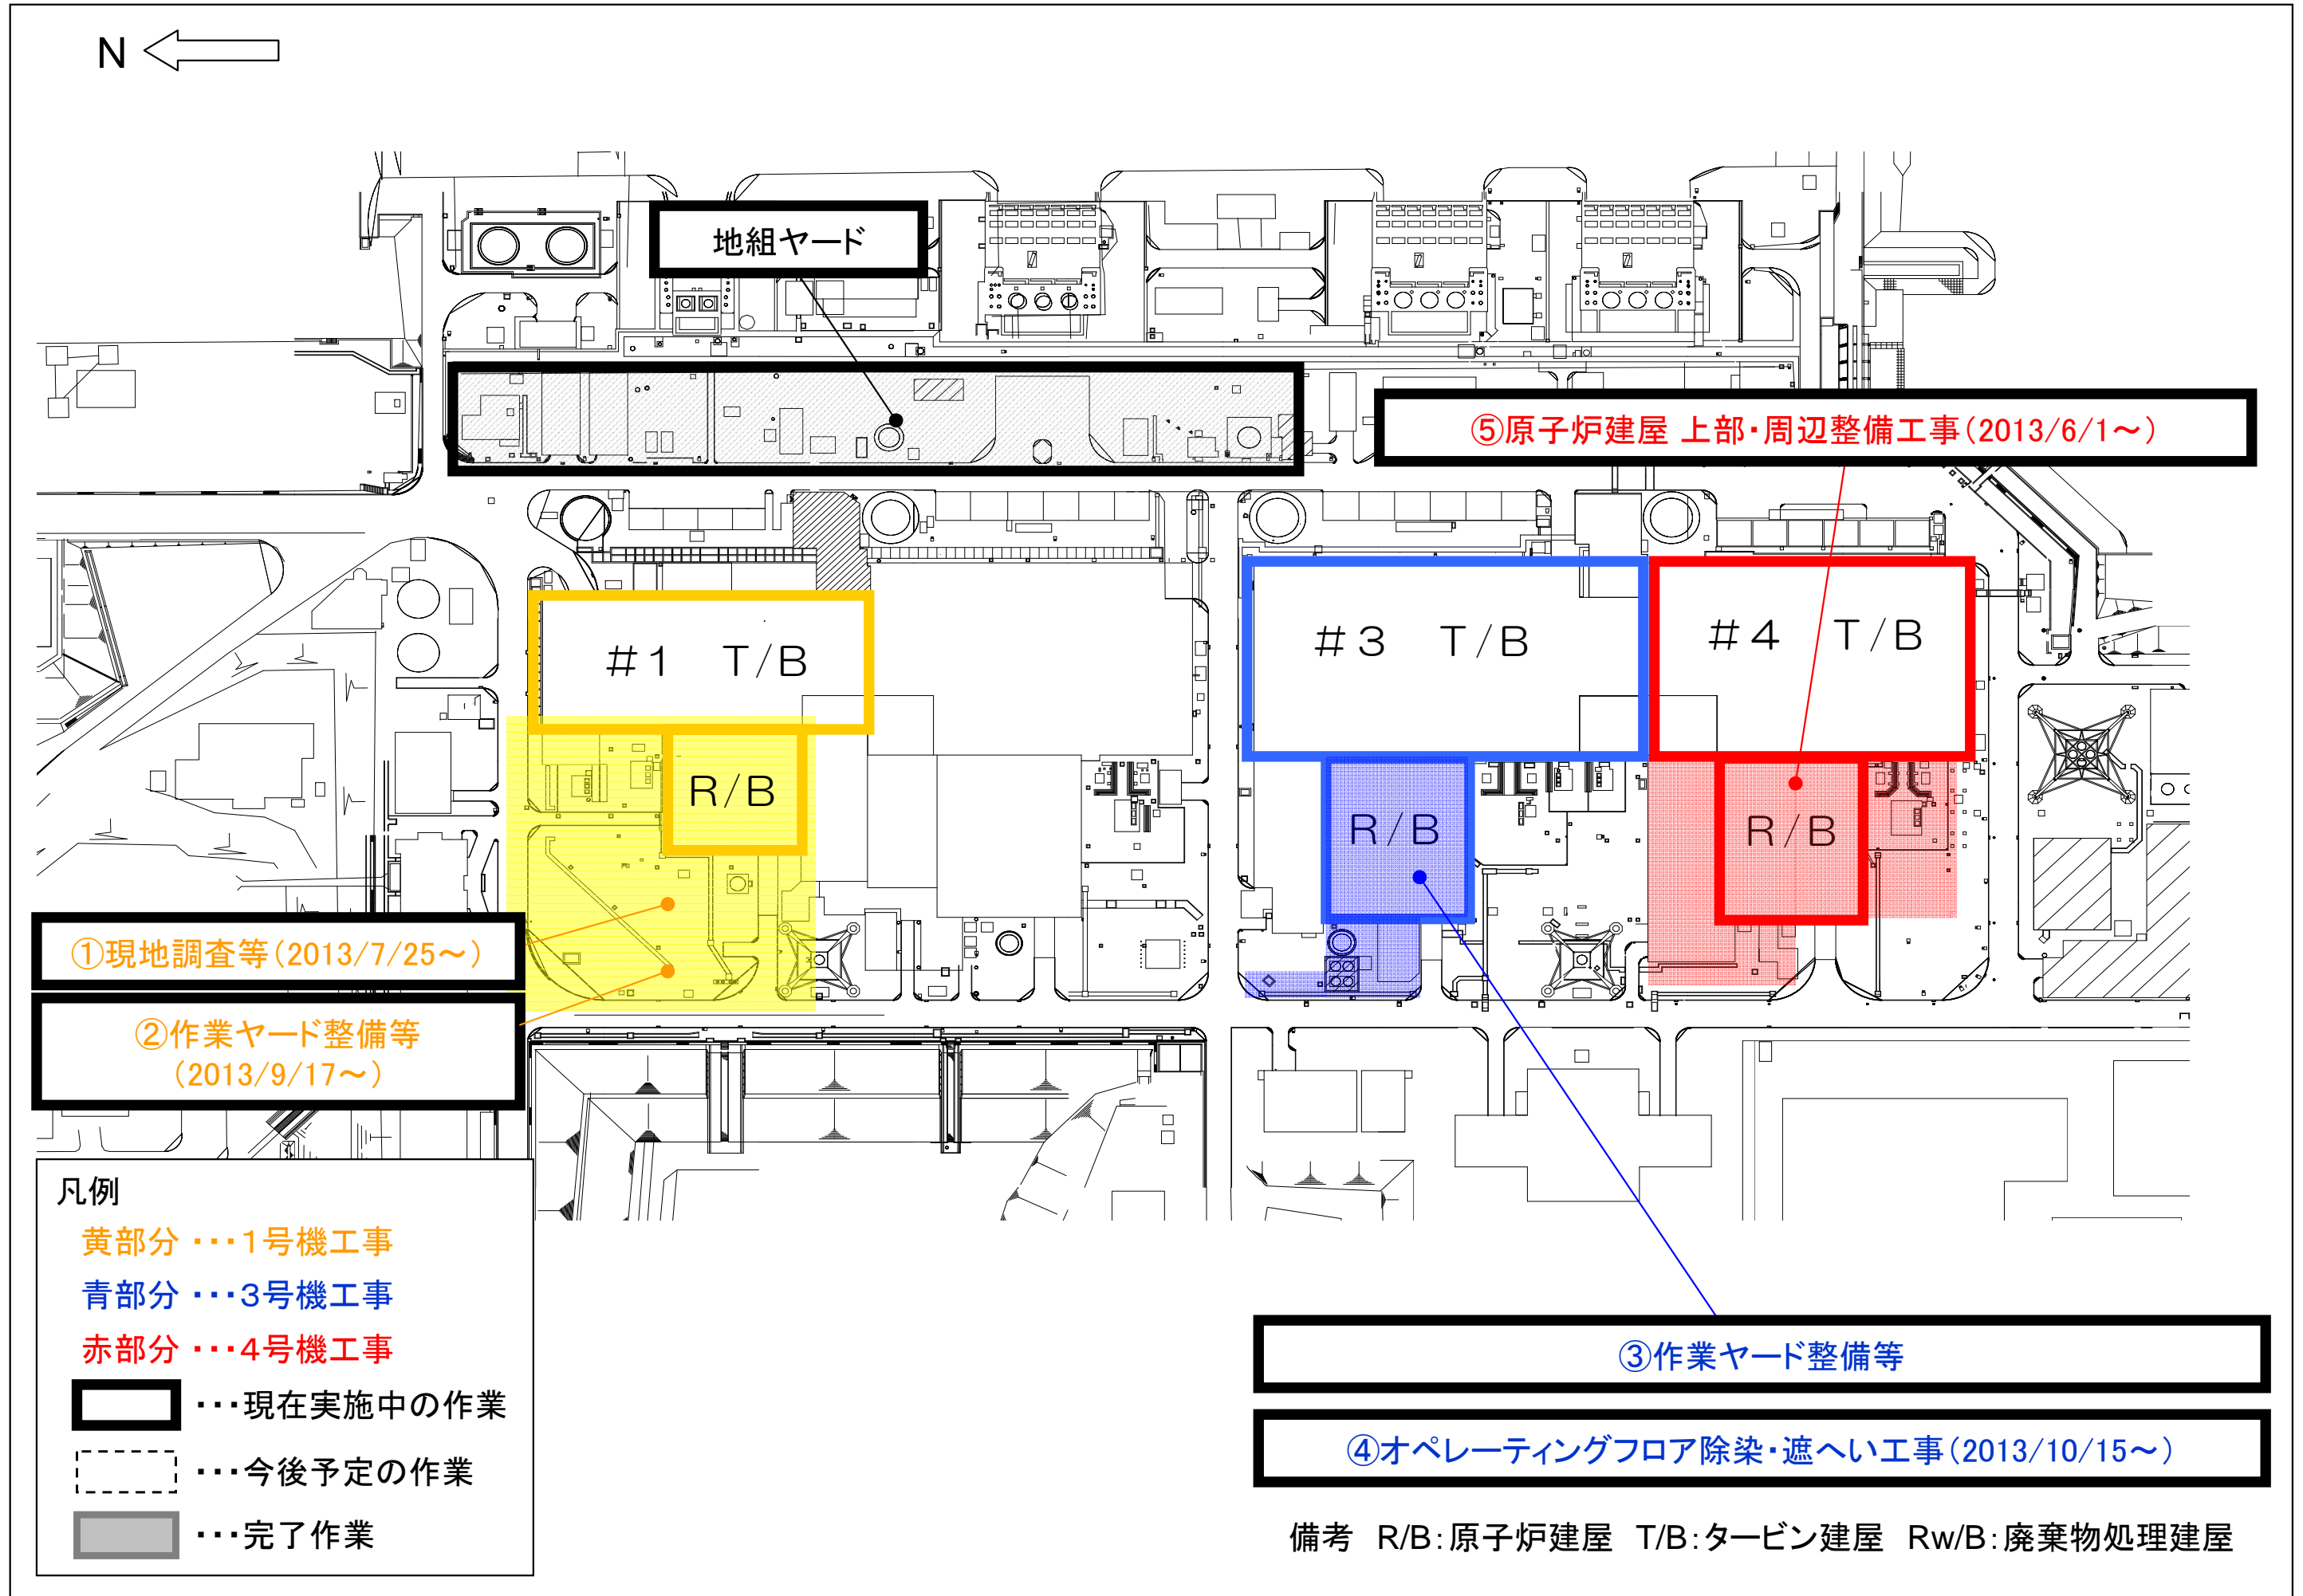 N
地組ヤード
⑤原子炉建屋 上部・周辺整備工事(2013/6/1～)
＃1　T/B
＃3　T/B
＃4　T/B
R/B
R/B
R/B
①現地調査等(2013/7/25～)
②作業ヤード整備等
(2013/9/17～)
凡例
黄部分 ・・・1号機工事
青部分 ・・・3号機工事
赤部分 ・・・4号機工事
・・・現在実施中の作業
・・・今後予定の作業
・・・完了作業
③作業ヤード整備等
④オペレーティングフロア除染・遮へい工事(2013/10/15～)
備考　R/B：原子炉建屋　T/B：タービン建屋　Rw/B：廃棄物処理建屋